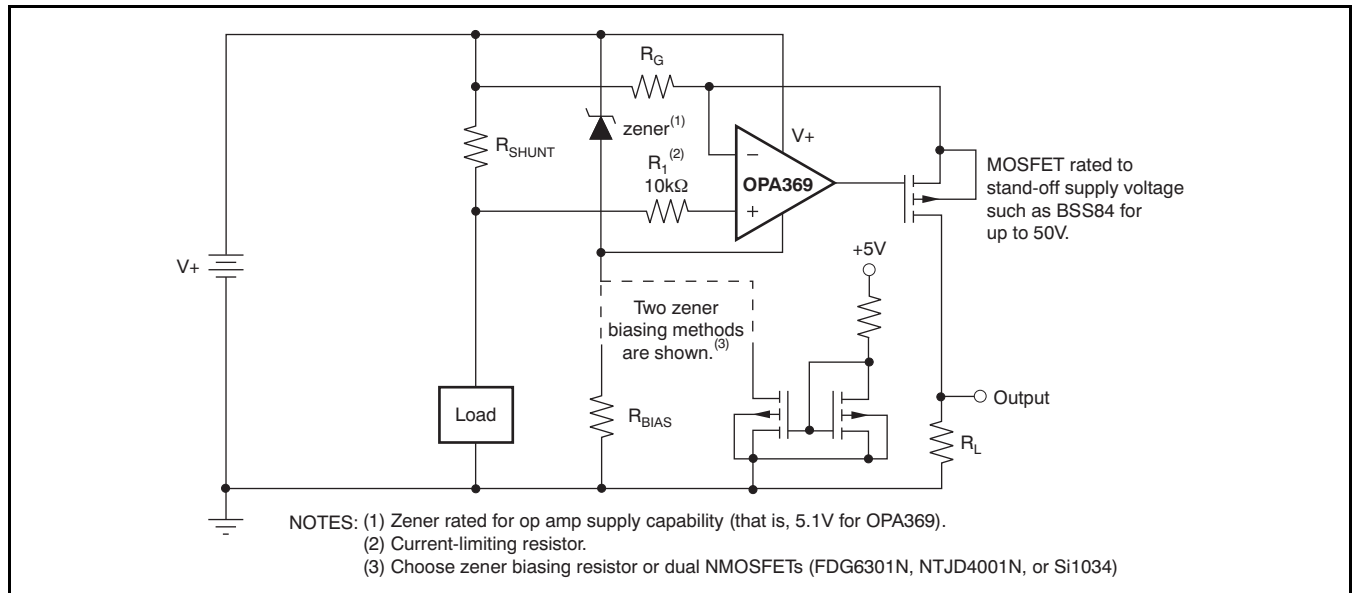 R_G
zener(1)
V+
R_SHUNT
R_1(2)
10kΩ
−
OPA369
+
MOSFET rated to
stand-off supply voltage
such as BSS84 for
up to 50V.
V+
+5V
Two zener
biasing methods
are shown.(3)
Load
R_BIAS
Output
R_L
NOTES: (1) Zener rated for op amp supply capability (that is, 5.1V for OPA369).
(2) Current-limiting resistor.
(3) Choose zener biasing resistor or dual NMOSFETs (FDG6301N, NTJD4001N, or Si1034)